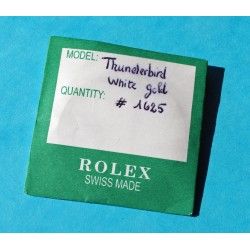 MODEL: Thunderbird
White gold
QUANTITY: # 1625
ROLEX
SWISS MADE